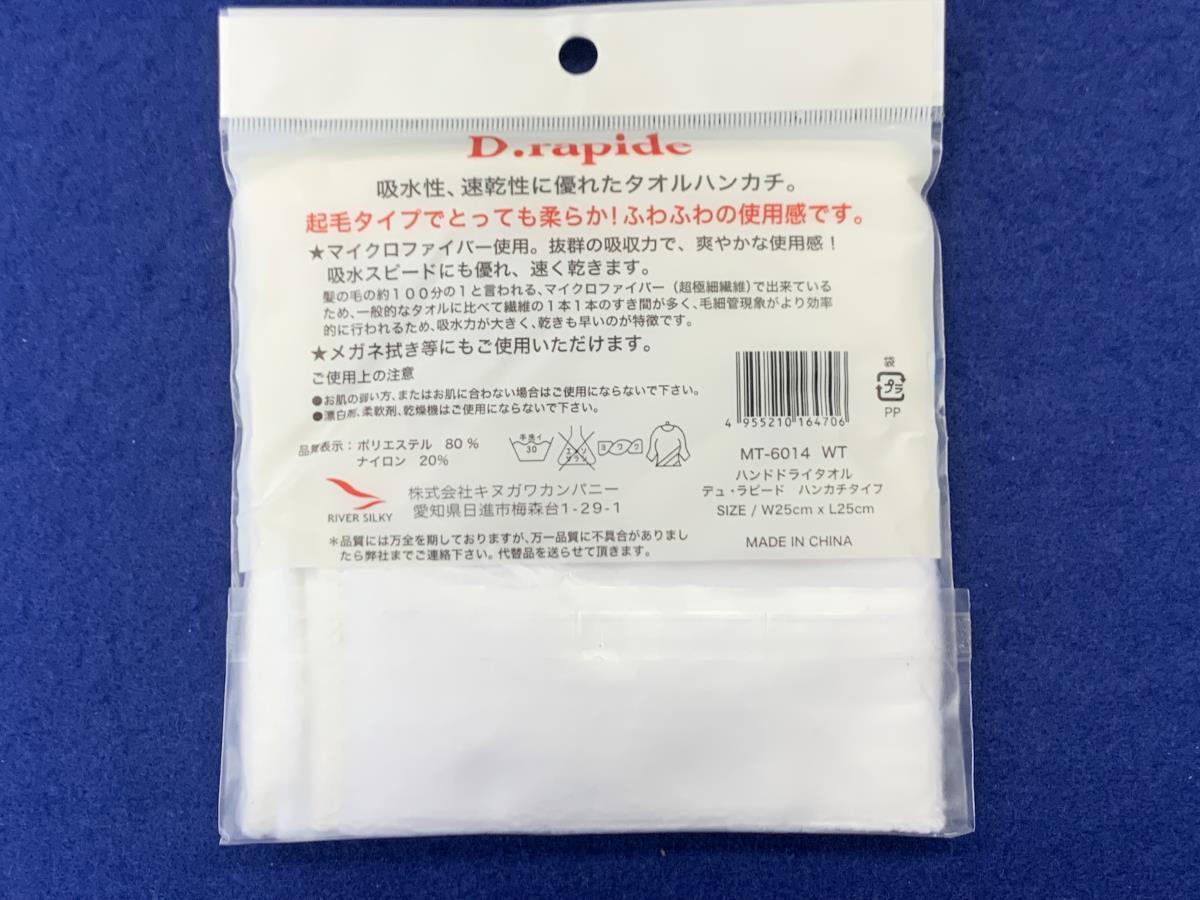 D.rapide
吸水性、速乾性に優れたタオルハンカチ。
起毛タイプでとっても柔らか！ふわふわの使用感です。
★マイクロファイバー使用。抜群の吸収力で、爽やかな使用感！
吸水スピードにも優れ、速く乾きます。
髪の毛の約１００分の１と言われる、マイクロファイバー（超極細繊維）で出来ている
ため、一般的なタオルに比べて繊維の１本１本のすき間が多く、毛細管現象がより効率
的に行われるため、吸水力が大きく、乾きも早いのが特徴です。
★メガネ拭き等にもご使用いただけます。
ご使用上の注意
●お肌の弱い方、またはお肌に合わない場合はご使用にならないで下さい。
●漂白剤、柔軟剤、乾燥機はご使用にならないで下さい。
品質表示：ポリエステル 80％
ナイロン 20％
手洗イ
30
エンソ
サラシ
ヨワク
RIVER SILKY
株式会社キヌガワカンパニー
愛知県日進市梅森台1-29-1
＊品質には万全を期しておりますが、万一品質に不具合がありまし
たら弊社までご連絡下さい。代替品を送らせて頂きます。
4 955210 164706
袋
プラ
PP
MT-6014 WT
ハンドドライタオル
デュ・ラピード ハンカチタイプ
SIZE / W25cm x L25cm
MADE IN CHINA